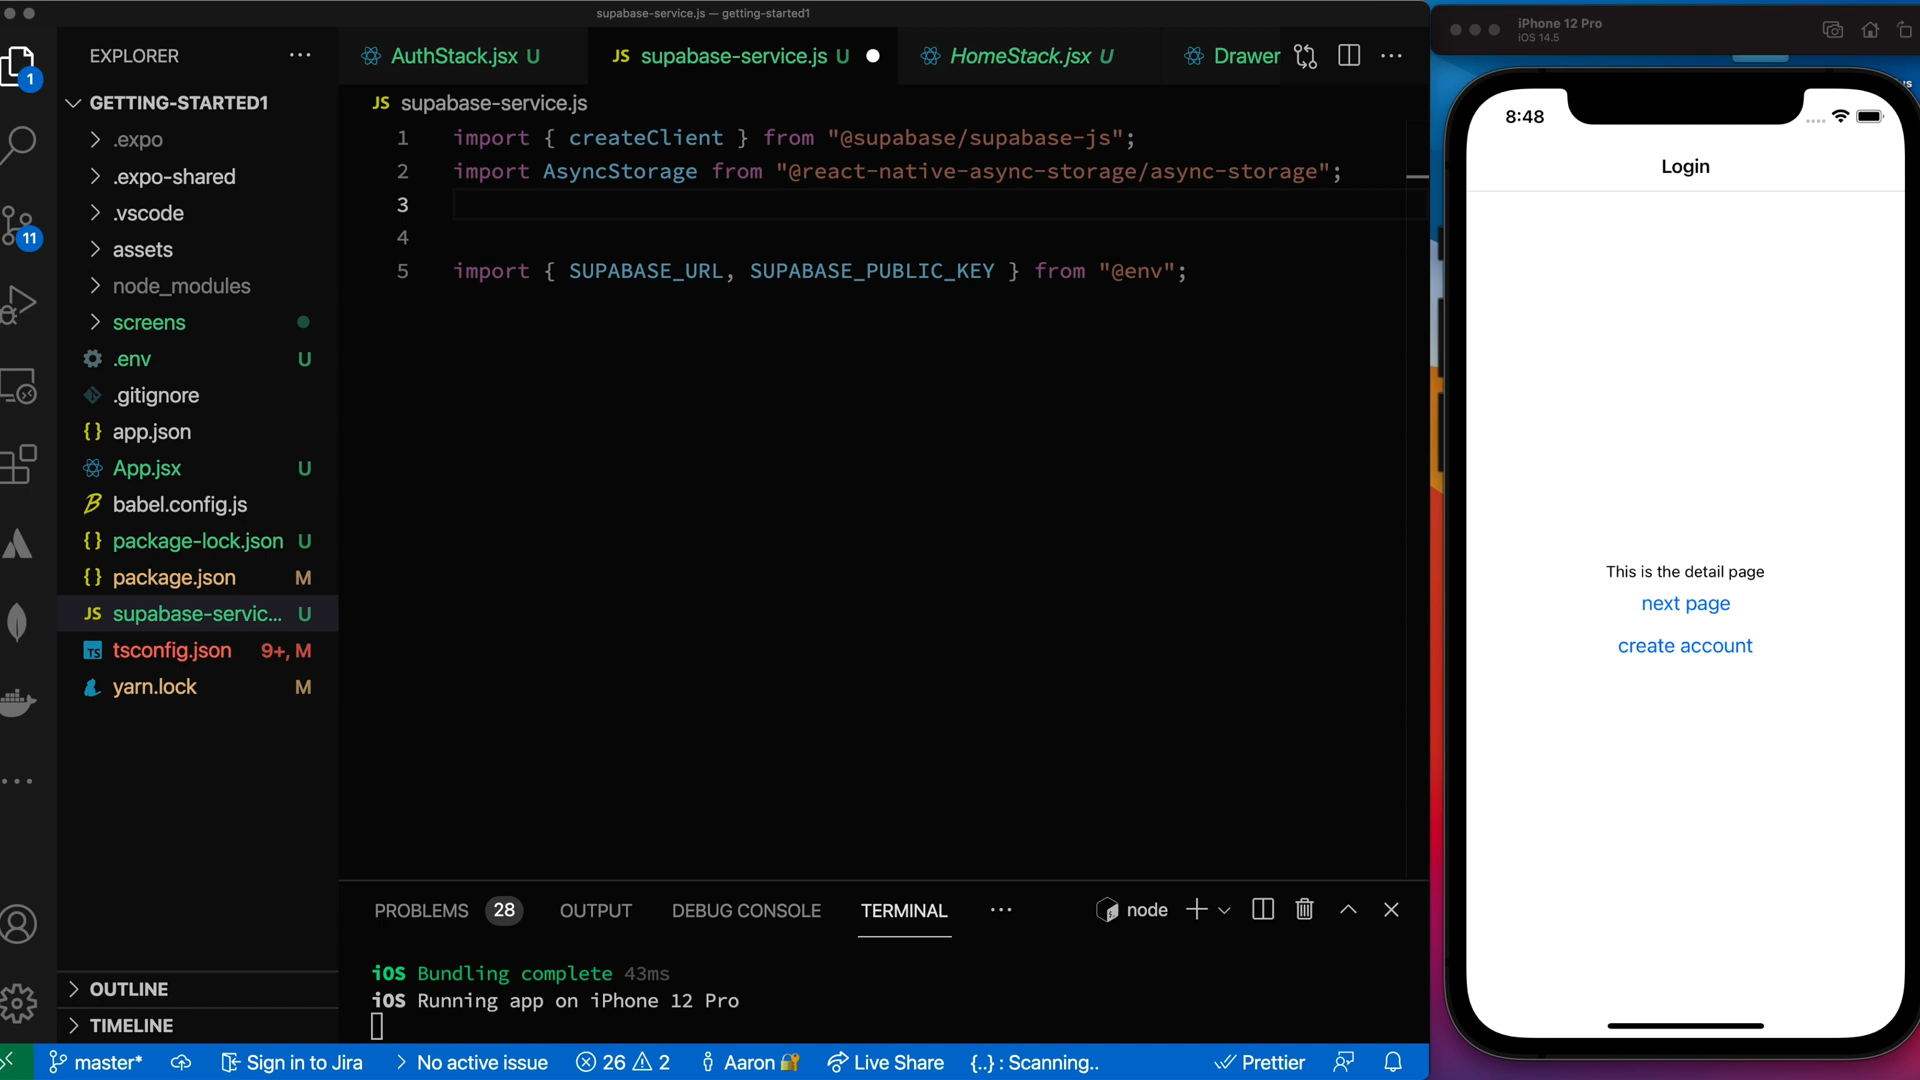 supabase-service.js — getting-started1
iPhone 12 Pro
iOS 14.5
EXPLORER
AuthStack.jsx U
JS supabase-service.js U
HomeStack.jsx U
Drawer
1
GETTING-STARTED1
JS supabase-service.js
8:48
.expo
1 import { createClient } from "@supabase/supabase-js";
Login
.expo-shared
2 import AsyncStorage from "@react-native-async-storage/async-storage";
.vscode
3
11
assets
4
node_modules
5 import { SUPABASE_URL, SUPABASE_PUBLIC_KEY } from "@env";
screens
.env U
.gitignore
{} app.json
App.jsx U
babel.config.js
{} package-lock.json U
{} package.json M
JS supabase-servic... U
TS tsconfig.json 9+, M
yarn.lock M
This is the detail page
next page
create account
PROBLEMS 28 OUTPUT DEBUG CONSOLE TERMINAL
node
iOS Bundling complete 43ms
iOS Running app on iPhone 12 Pro
OUTLINE
TIMELINE
master* Sign in to Jira No active issue 26 2 Aaron Live Share {..} : Scanning.. Prettier